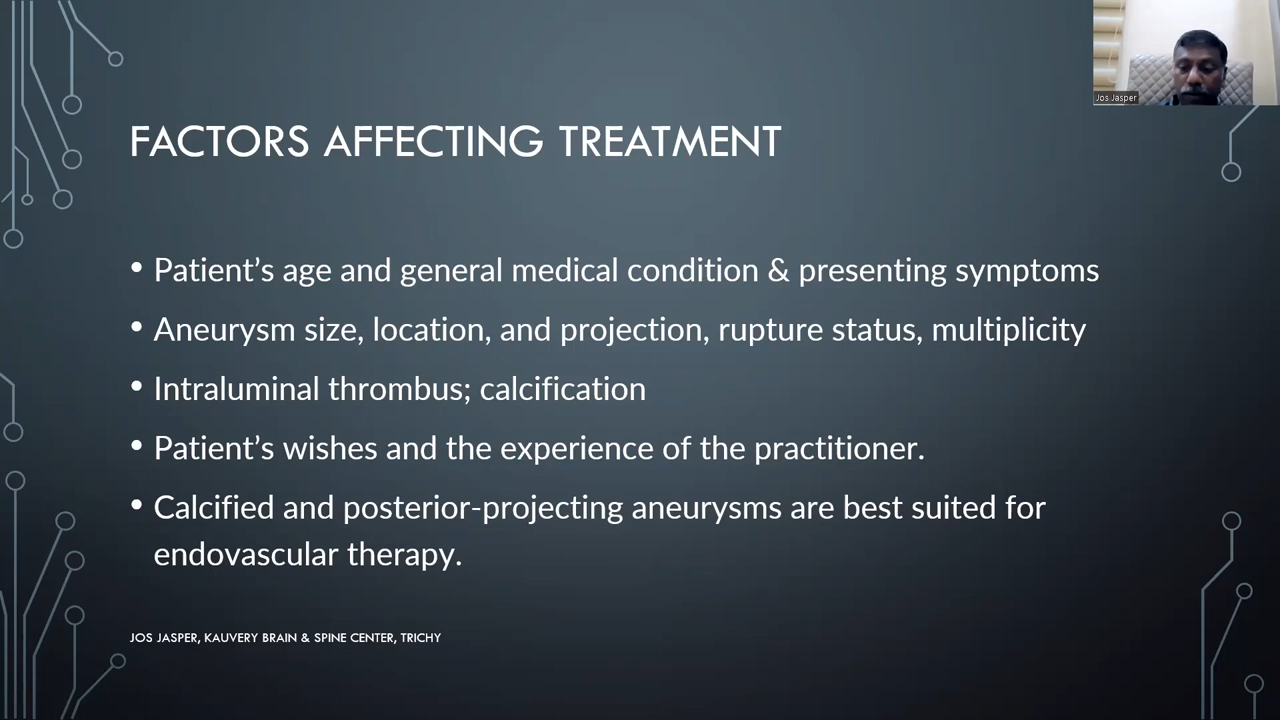 Jos Jasper
FACTORS AFFECTING TREATMENT
• Patient’s age and general medical condition & presenting symptoms
• Aneurysm size, location, and projection, rupture status, multiplicity
• Intraluminal thrombus; calcification
• Patient’s wishes and the experience of the practitioner.
• Calcified and posterior-projecting aneurysms are best suited for
endovascular therapy.
JOS JASPER, KAUVERY BRAIN & SPINE CENTER, TRICHY